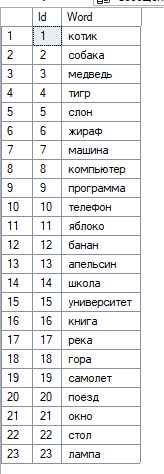 Id Word
1 1 котик
2 2 собака
3 3 медведь
4 4 тигр
5 5 слон
6 6 жираф
7 7 машина
8 8 компьютер
9 9 программа
10 10 телефон
11 11 яблоко
12 12 банан
13 13 апельсин
14 14 школа
15 15 университет
16 16 книга
17 17 река
18 18 гора
19 19 самолет
20 20 поезд
21 21 окно
22 22 стол
23 23 лампа